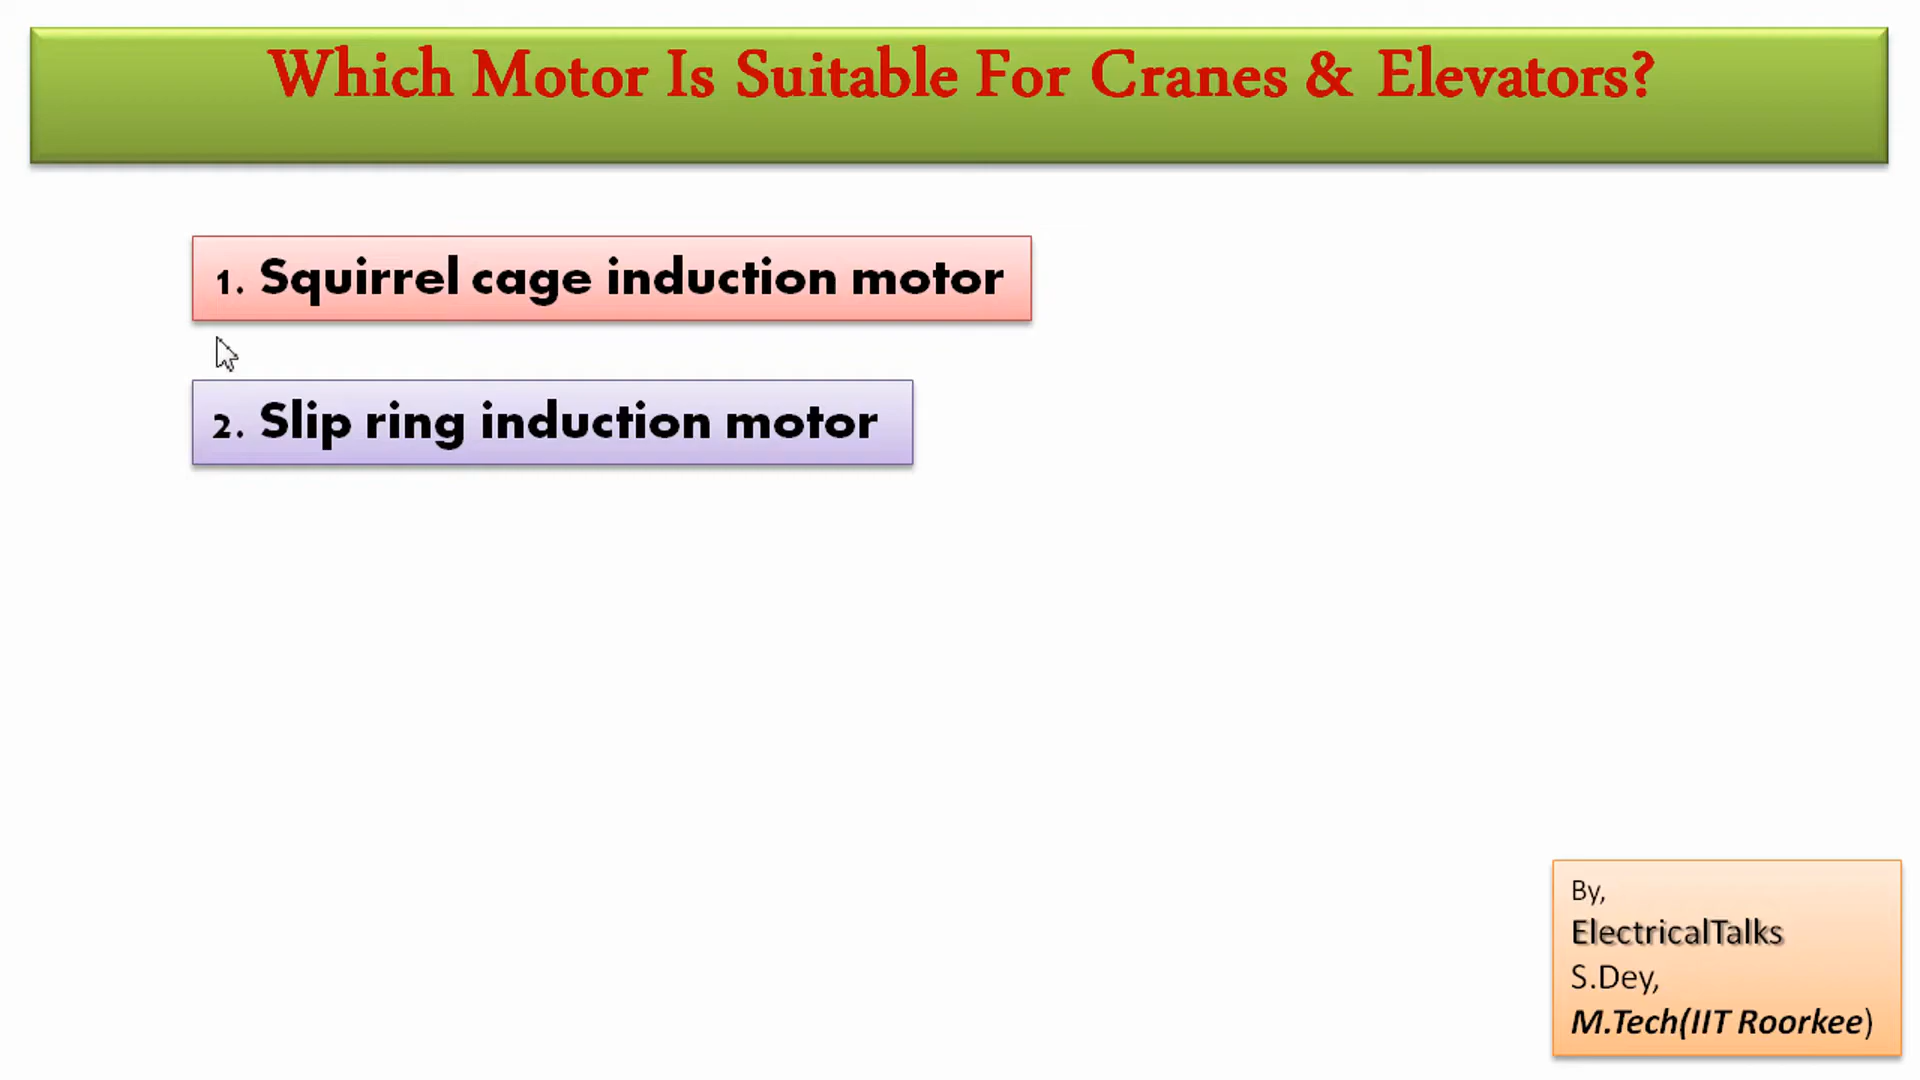 Which Motor Is Suitable For Cranes & Elevators?
1. Squirrel cage induction motor
2. Slip ring induction motor
By,
ElectricalTalks
S.Dey,
M.Tech(IIT Roorkee)